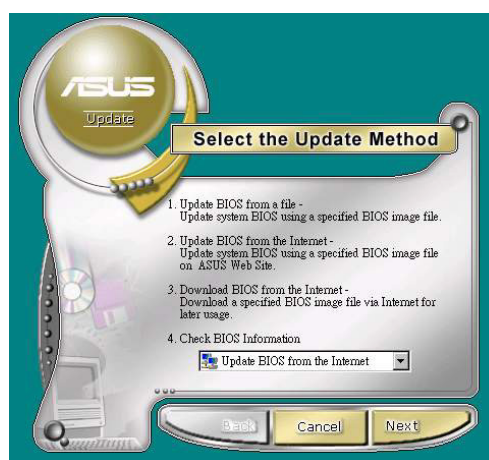 ASUS
Update
Select the Update Method
1. Update BIOS from a file -
Update system BIOS using a specified BIOS image file.
2. Update BIOS from the Internet -
Update system BIOS using a specified BIOS image file
on ASUS Web Site.
3. Download BIOS from the Internet -
Download a specified BIOS image file via Internet for
later usage.
4. Check BIOS Information
Update BIOS from the Internet
Back
Cancel
Next